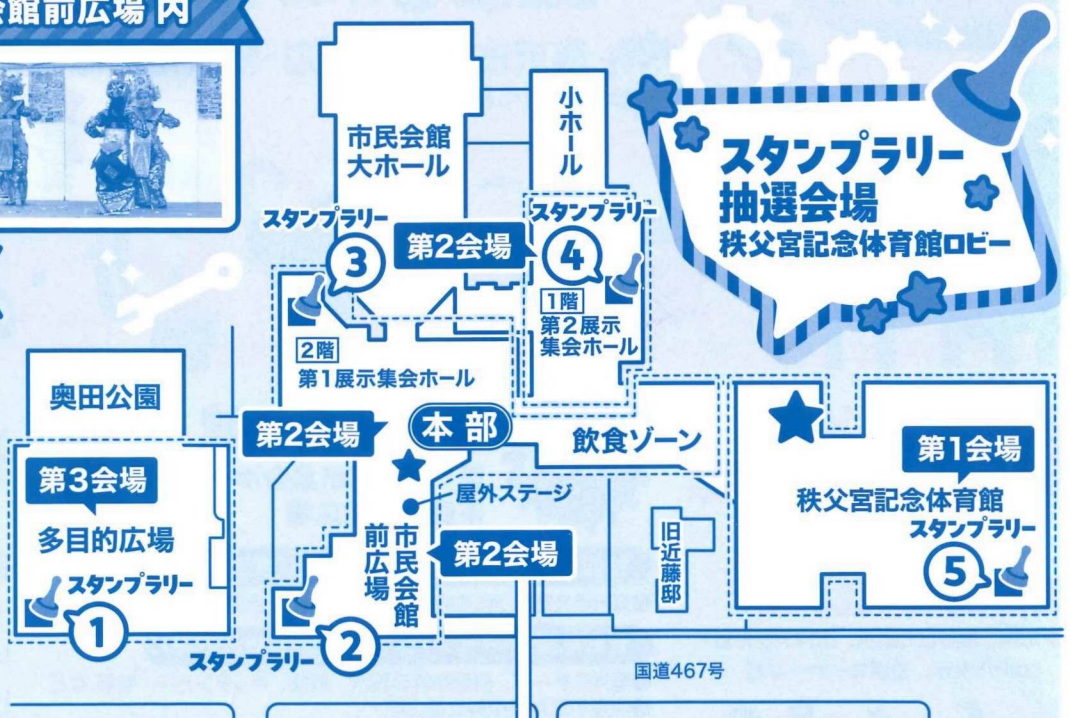 会館前広場 内
市民会館
大ホール
小ホール
スタンプラリー
抽選会場
秩父宮記念体育館ロビー
スタンプラリー
3
第2会場
スタンプラリー
4
1階
第2展示
集会ホール
2階
第1展示集会ホール
奥田公園
第2会場
本部
飲食ゾーン
第3会場
多目的広場
スタンプラリー
1
屋外ステージ
市民会館
前広場
第2会場
スタンプラリー
2
旧近藤邸
第1会場
秩父宮記念体育館
スタンプラリー
5
国道467号